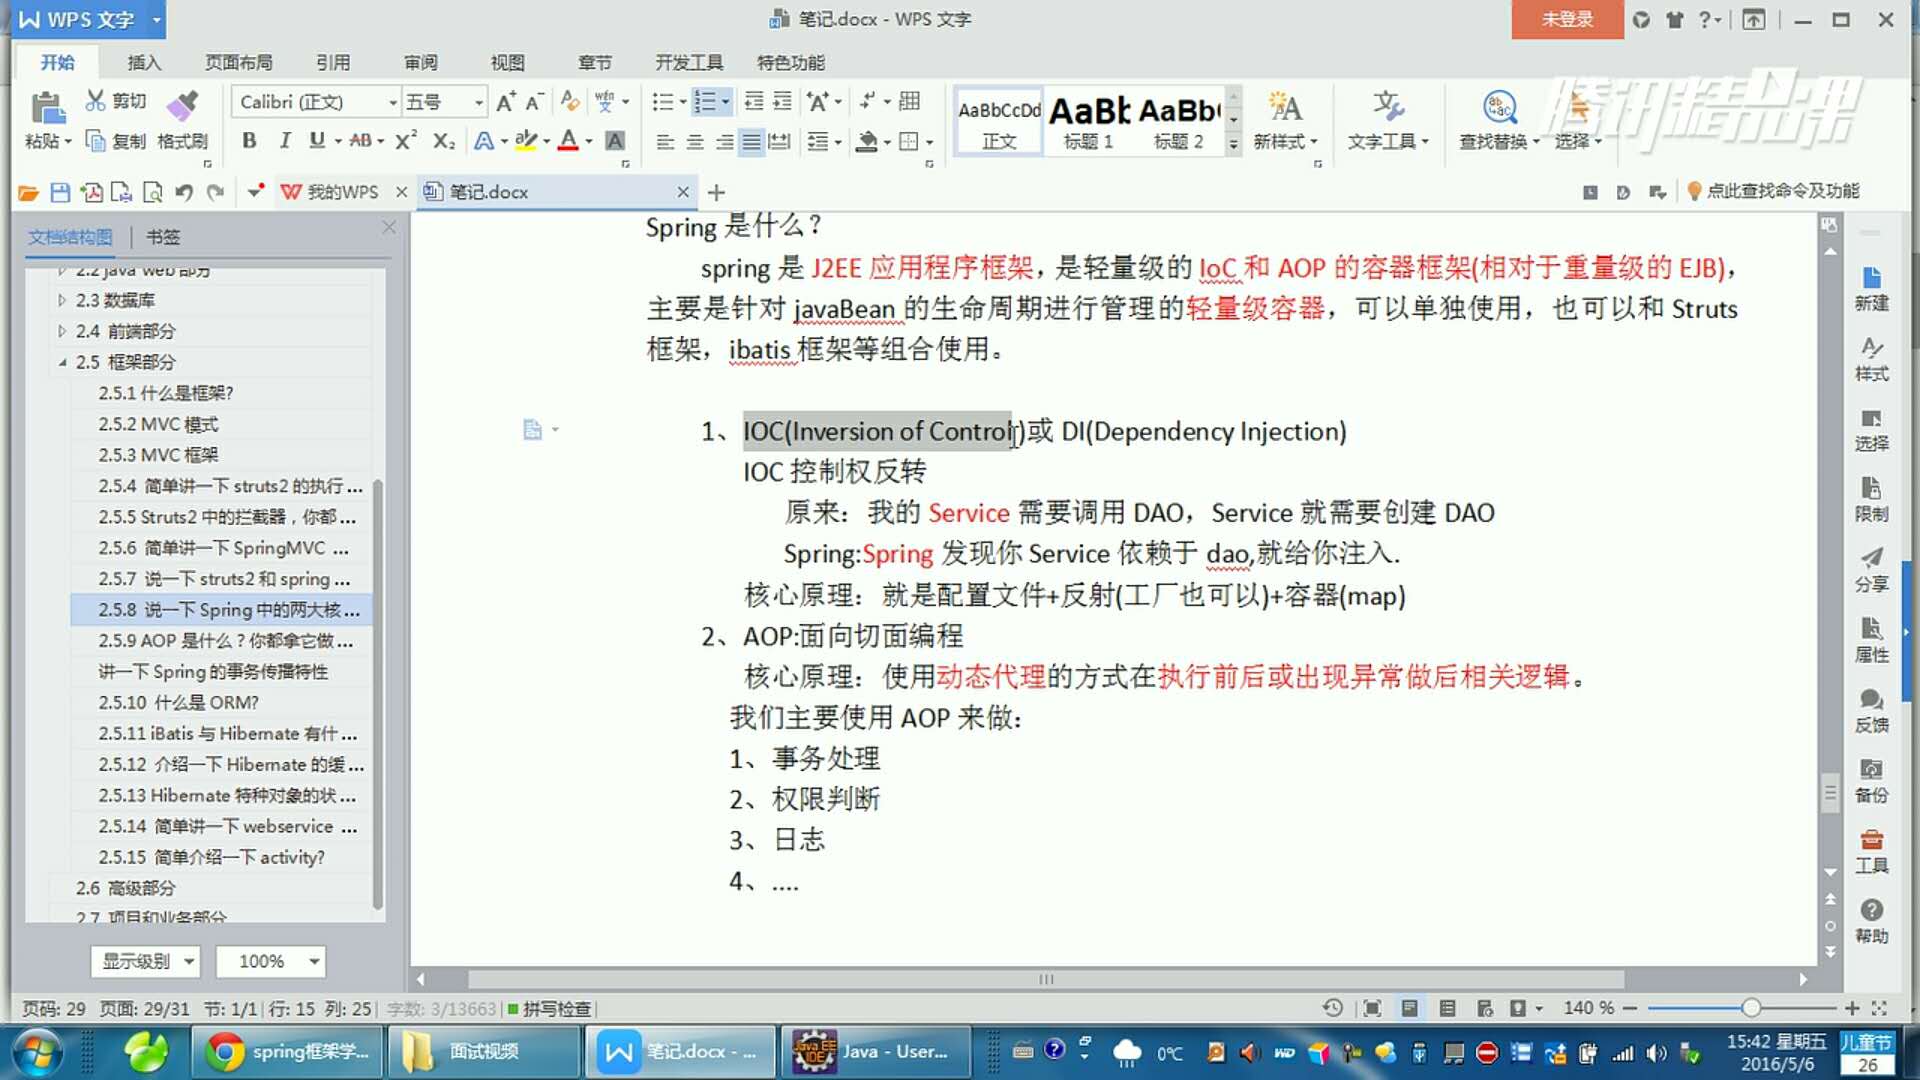 WPS 文字
笔记.docx - WPS 文字
未登录
开始 插入 页面布局 引用 审阅 视图 章节 开发工具 特色功能
粘贴 剪切 复制 格式刷
Calibri (正文) 五号
AaBbCcDd AaBb AaBb(
正文 标题 1 标题 2 新样式 文字工具 查找替换 选择
腾讯精品课
我的WPS 笔记.docx
点此查找命令及功能
文档结构图 书签
2.2 java web部分
2.3 数据库
2.4 前端部分
2.5 框架部分
2.5.1 什么是框架?
2.5.2 MVC 模式
2.5.3 MVC 框架
2.5.4 简单讲一下 struts2 的执行 ...
2.5.5 Struts2 中的拦截器，你都 ...
2.5.6 简单讲一下 SpringMVC ...
2.5.7 说一下 struts2 和 spring ...
2.5.8 说一下 Spring 中的两大核 ...
2.5.9 AOP 是什么？你都拿它做 ...
讲一下 Spring 的事务传播特性
2.5.10 什么是 ORM?
2.5.11 iBatis 与 Hibernate 有什 ...
2.5.12 介绍一下 Hibernate 的缓 ...
2.5.13 Hibernate 特种对象的状 ...
2.5.14 简单讲一下 webservice ...
2.5.15 简单介绍一下 activity?
2.6 高级部分
2.7 项目和业务部分
显示级别 100%
Spring 是什么?
spring 是 J2EE 应用程序框架，是轻量级的 IoC 和 AOP 的容器框架(相对于重量级的 EJB)，
主要是针对 javaBean 的生命周期进行管理的轻量级容器，可以单独使用，也可以和 Struts
框架，ibatis 框架等组合使用。
1、IOC(Inversion of Control)或 DI(Dependency Injection)
IOC 控制权反转
原来：我的 Service 需要调用 DAO，Service 就需要创建 DAO
Spring:Spring 发现你 Service 依赖于 dao,就给你注入.
核心原理：就是配置文件+反射(工厂也可以)+容器(map)
2、AOP:面向切面编程
核心原理：使用动态代理的方式在执行前后或出现异常做后相关逻辑。
我们主要使用 AOP 来做：
1、事务处理
2、权限判断
3、日志
4、....
新建
样式
选择
限制
分享
属性
反馈
备份
工具
帮助
页码: 29 页面: 29/31 节: 1/1 行: 15 列: 25 字数: 3/13663 拼写检查
140 %
spring框架学... 面试视频 笔记.docx - ... Java - User...
0℃
15:42 星期五
2016/5/6
儿童节
26